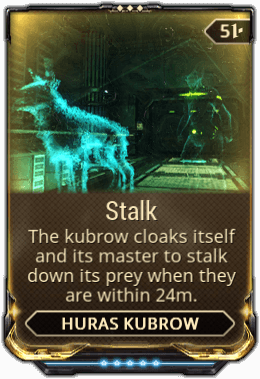 51
Stalk
The kubrow cloaks itself
and its master to stalk
down its prey when they
are within 24m.
HURAS KUBROW